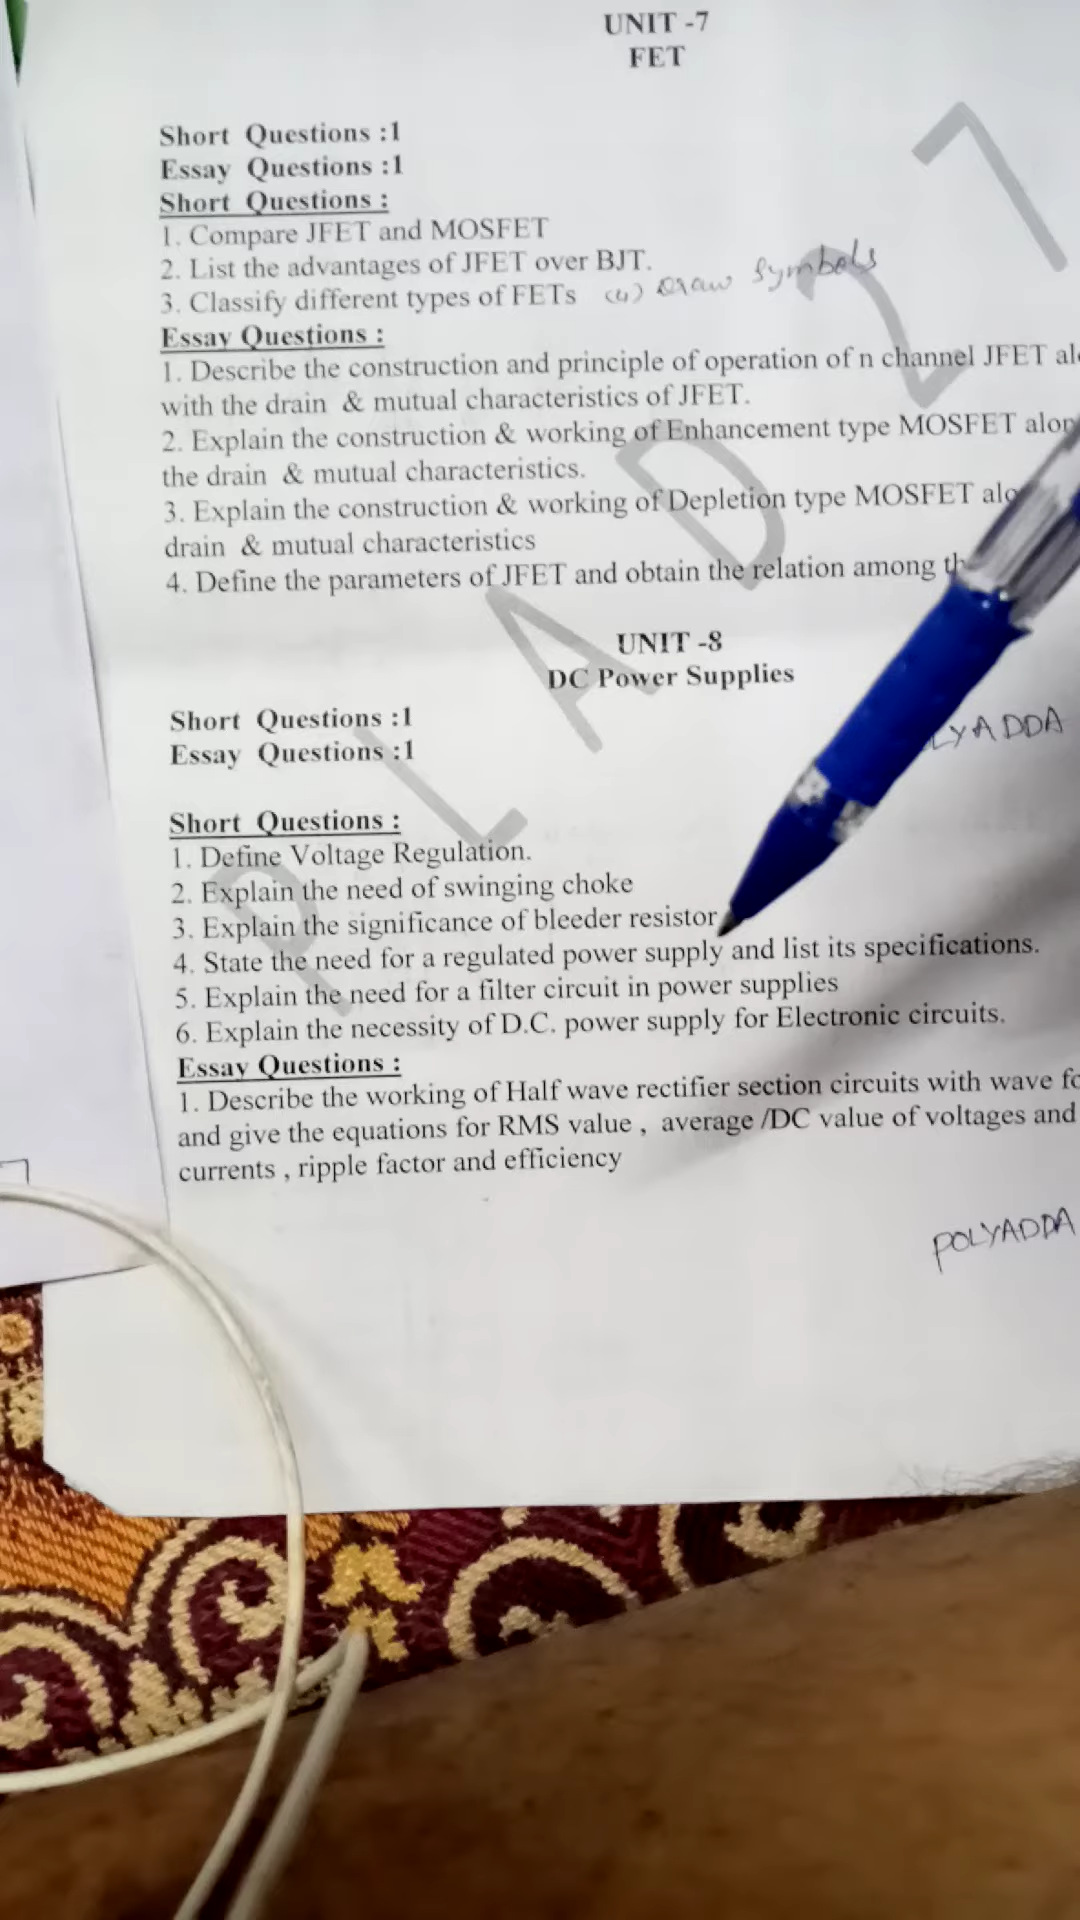 UNIT -7
FET
Short Questions :1
Essay Questions :1
Short Questions :
1. Compare JFET and MOSFET
2. List the advantages of JFET over BJT.
3. Classify different types of FETs (4) Draw symbols
Essay Questions :
1. Describe the construction and principle of operation of n channel JFET
with the drain & mutual characteristics of JFET.
2. Explain the construction & working of Enhancement type MOSFET
the drain & mutual characteristics.
3. Explain the construction & working of Depletion type MOSFET
drain & mutual characteristics
4. Define the parameters of JFET and obtain the relation among
UNIT -8
DC Power Supplies
Short Questions :1
LYADDA
Essay Questions :1
Short Questions :
1. Define Voltage Regulation.
2. Explain the need of swinging choke
3. Explain the significance of bleeder resistor
4. State the need for a regulated power supply and list its specifications.
5. Explain the need for a filter circuit in power supplies
6. Explain the necessity of D.C. power supply for Electronic circuits.
Essay Questions :
1. Describe the working of Half wave rectifier section circuits with wave
and give the equations for RMS value , average /DC value of voltages and
currents , ripple factor and efficiency
POLYADDA
PLAD27